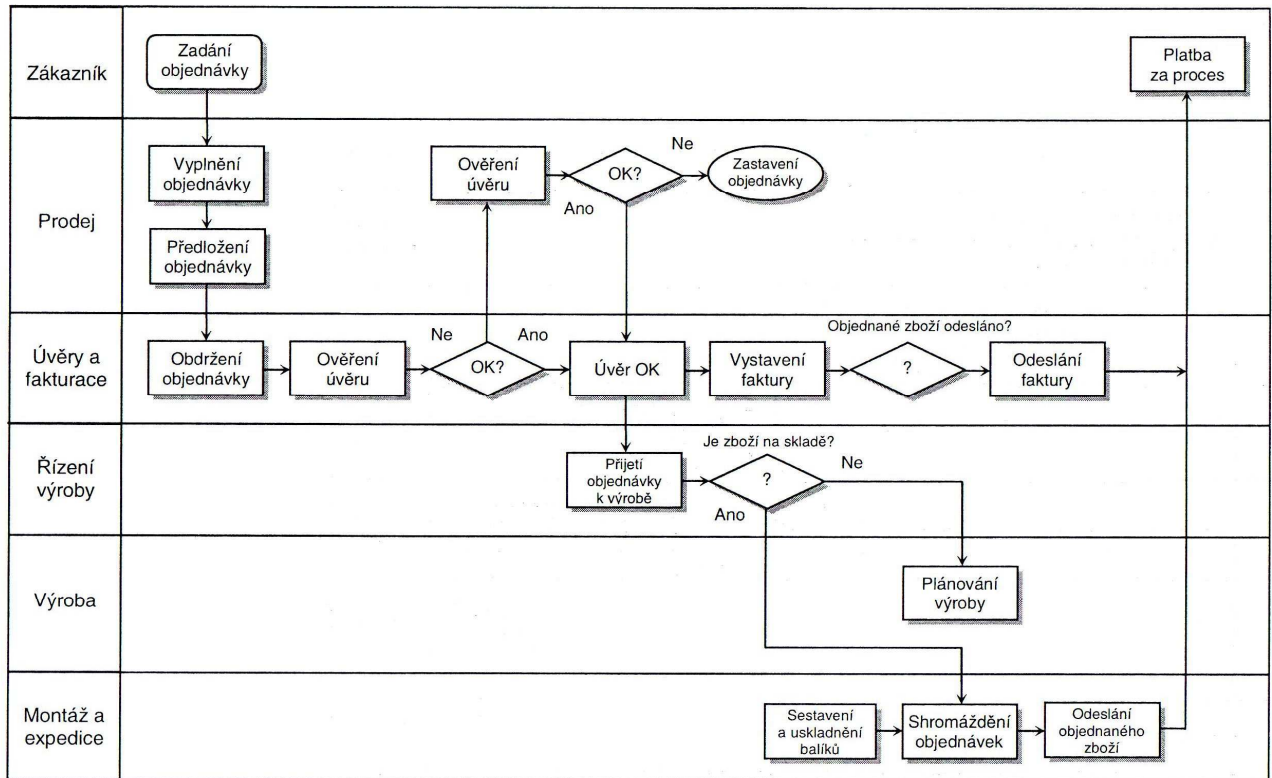 Zákazník
Zadání
objednávky
Platba
za proces
Prodej
Vyplnění
objednávky
Předložení
objednávky
Ověření
úvěru
OK?
Ne
Ano
Zastavení
objednávky
Úvěry a
fakturace
Obdržení
objednávky
Ověření
úvěru
Ne
Ano
OK?
Úvěr OK
Vystavení
faktury
Objednané zboží odesláno?
?
Odeslání
faktury
Řízení
výroby
Přijetí
objednávky
k výrobě
Je zboží na skladě?
?
Ne
Ano
Výroba
Plánování
výroby
Montáž a
expedice
Sestavení
a uskladnění
balíků
Shromáždění
objednávek
Odeslání
objednaného
zboží